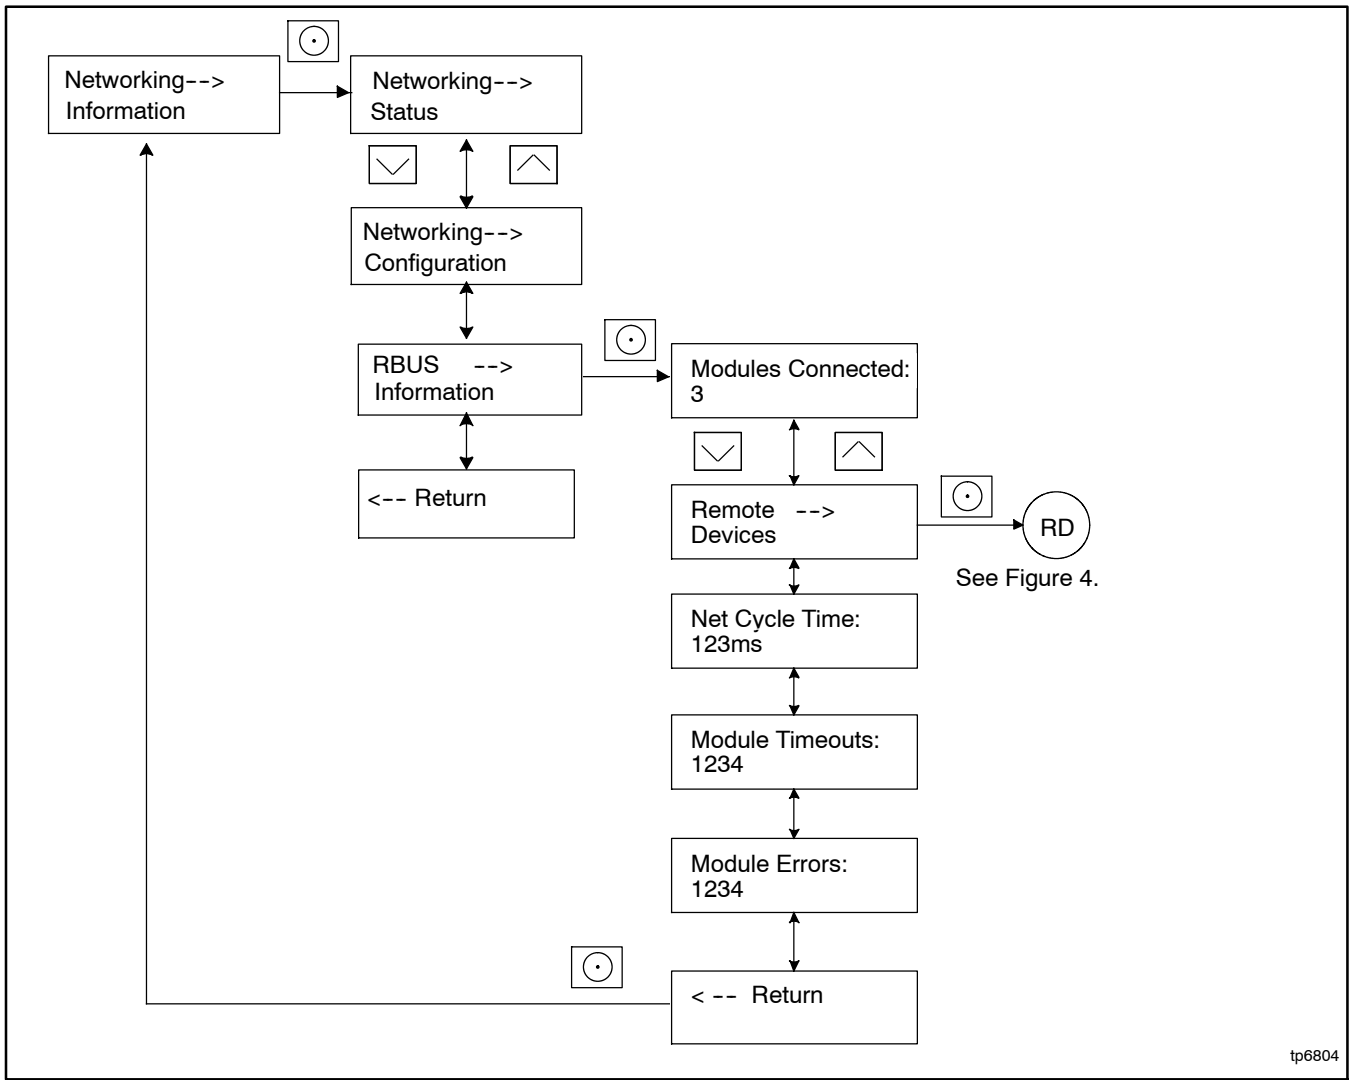 Networking-->
Information
Networking-->
Status
Networking-->
Configuration
RBUS -->
Information
<-- Return
Modules Connected:
3
Remote -->
Devices
RD
See Figure 4.
Net Cycle Time:
123ms
Module Timeouts:
1234
Module Errors:
1234
< -- Return
tp6804